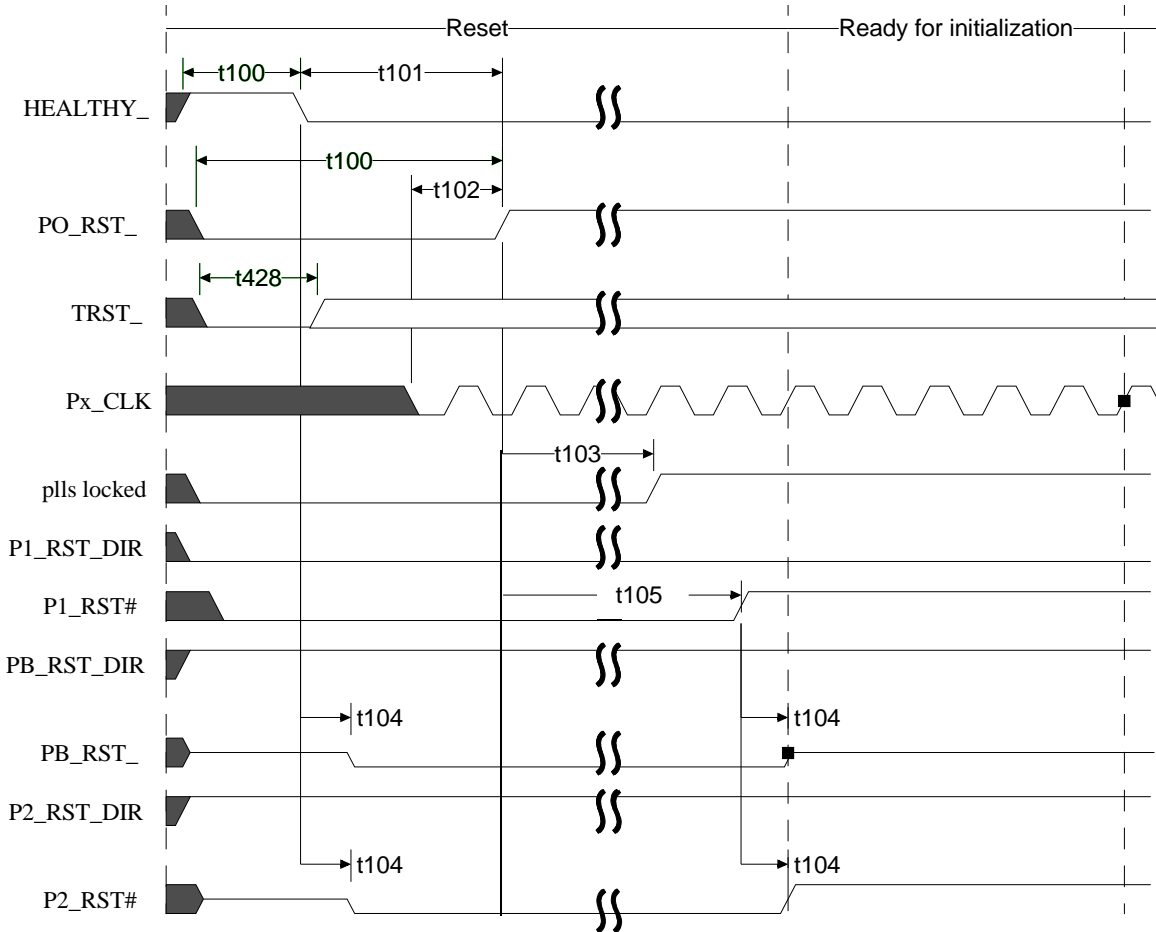 Reset
Ready for initialization
t100
t101
HEALTHY_
t100
t102
PO_RST_
t428
TRST_
Px_CLK
t103
plls locked
P1_RST_DIR
t105
P1_RST#
PB_RST_DIR
t104
t104
PB_RST_
P2_RST_DIR
t104
t104
P2_RST#